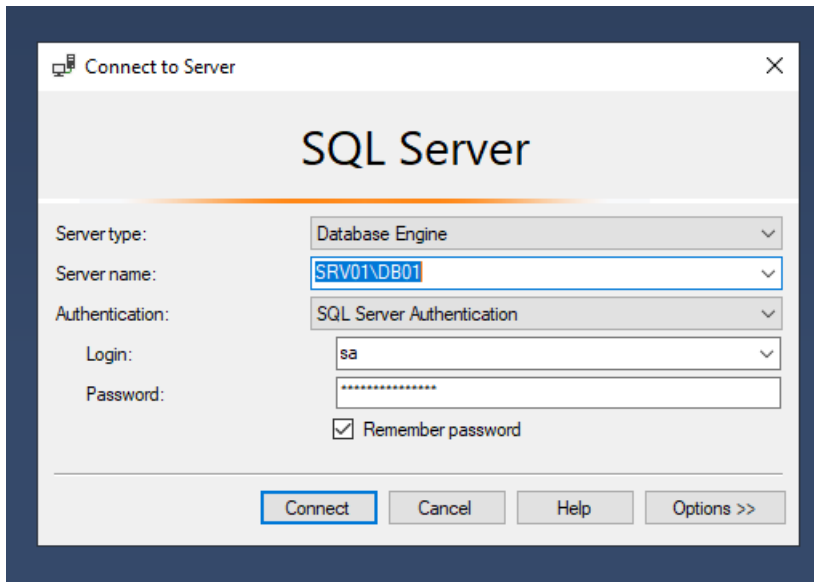 Connect to Server
SQL Server
Server type: Database Engine
Server name: SRV01\DB01
Authentication: SQL Server Authentication
Login: sa
Password: ***************
Remember password
Connect Cancel Help Options >>